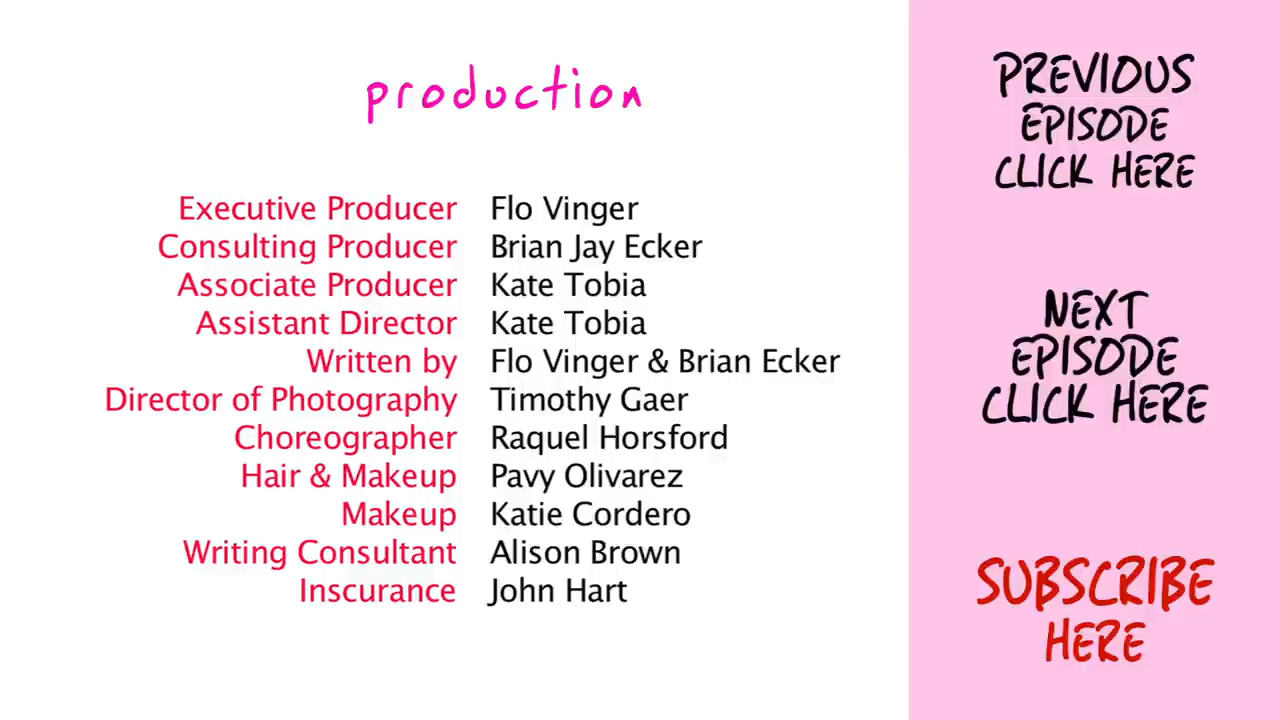 production
Executive Producer Flo Vinger
Consulting Producer Brian Jay Ecker
Associate Producer Kate Tobia
Assistant Director Kate Tobia
Written by Flo Vinger & Brian Ecker
Director of Photography Timothy Gaer
Choreographer Raquel Horsford
Hair & Makeup Pavy Olivarez
Makeup Katie Cordero
Writing Consultant Alison Brown
Inscurance John Hart
PREVIOUS
EPISODE
CLICK HERE
NEXT
EPISODE
CLICK HERE
SUBSCRIBE
HERE